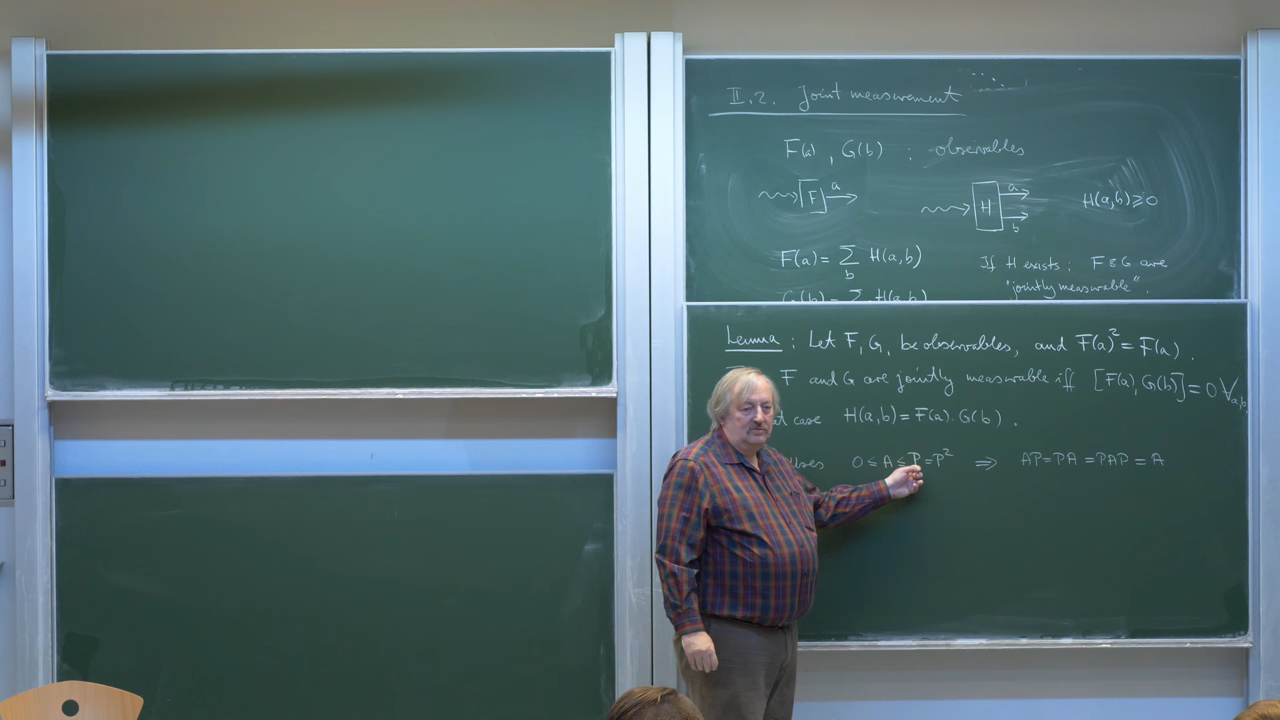 II.2. Joint measurement
F(a), G(b) : observables
F a
H a b H(a,b)≥0
F(a) = ∑_b H(a,b) If H exists : F & G are
"jointly measurable".
G(b) = ∑ H(a,b)
Lemma : Let F, G, be observables, and F(a)² = F(a).
F and G are jointly measurable iff [F(a), G(b)] = 0 ∀a,b
case H(a,b) = F(a)·G(b).
0 ≤ A ≤ P = P² ⇒ AP = PA = PAP = A